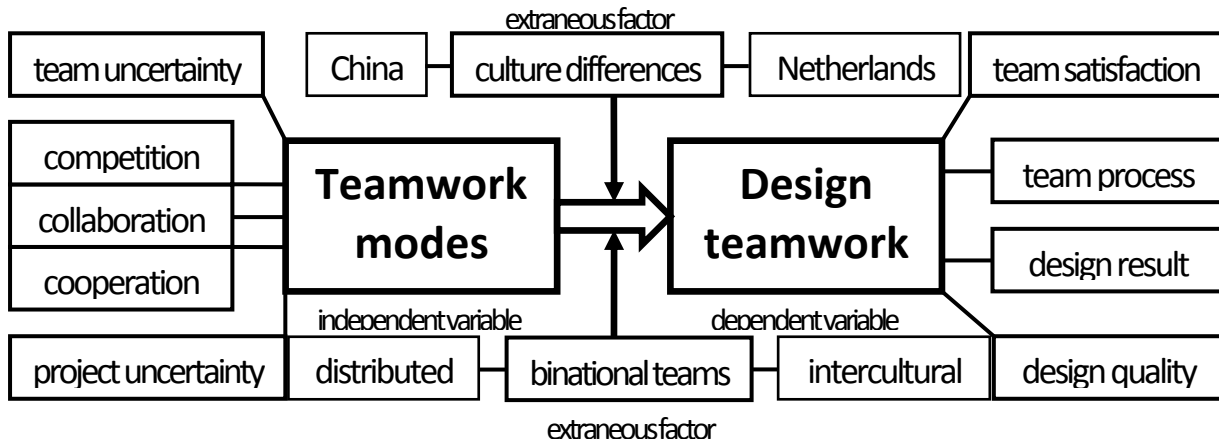 extraneous factor
team uncertainty
China
culture differences
Netherlands
team satisfaction
competition
collaboration
cooperation
Teamwork
modes
Design
teamwork
team process
design result
independent variable
dependent variable
project uncertainty
distributed
binational teams
intercultural
design quality
extraneous factor